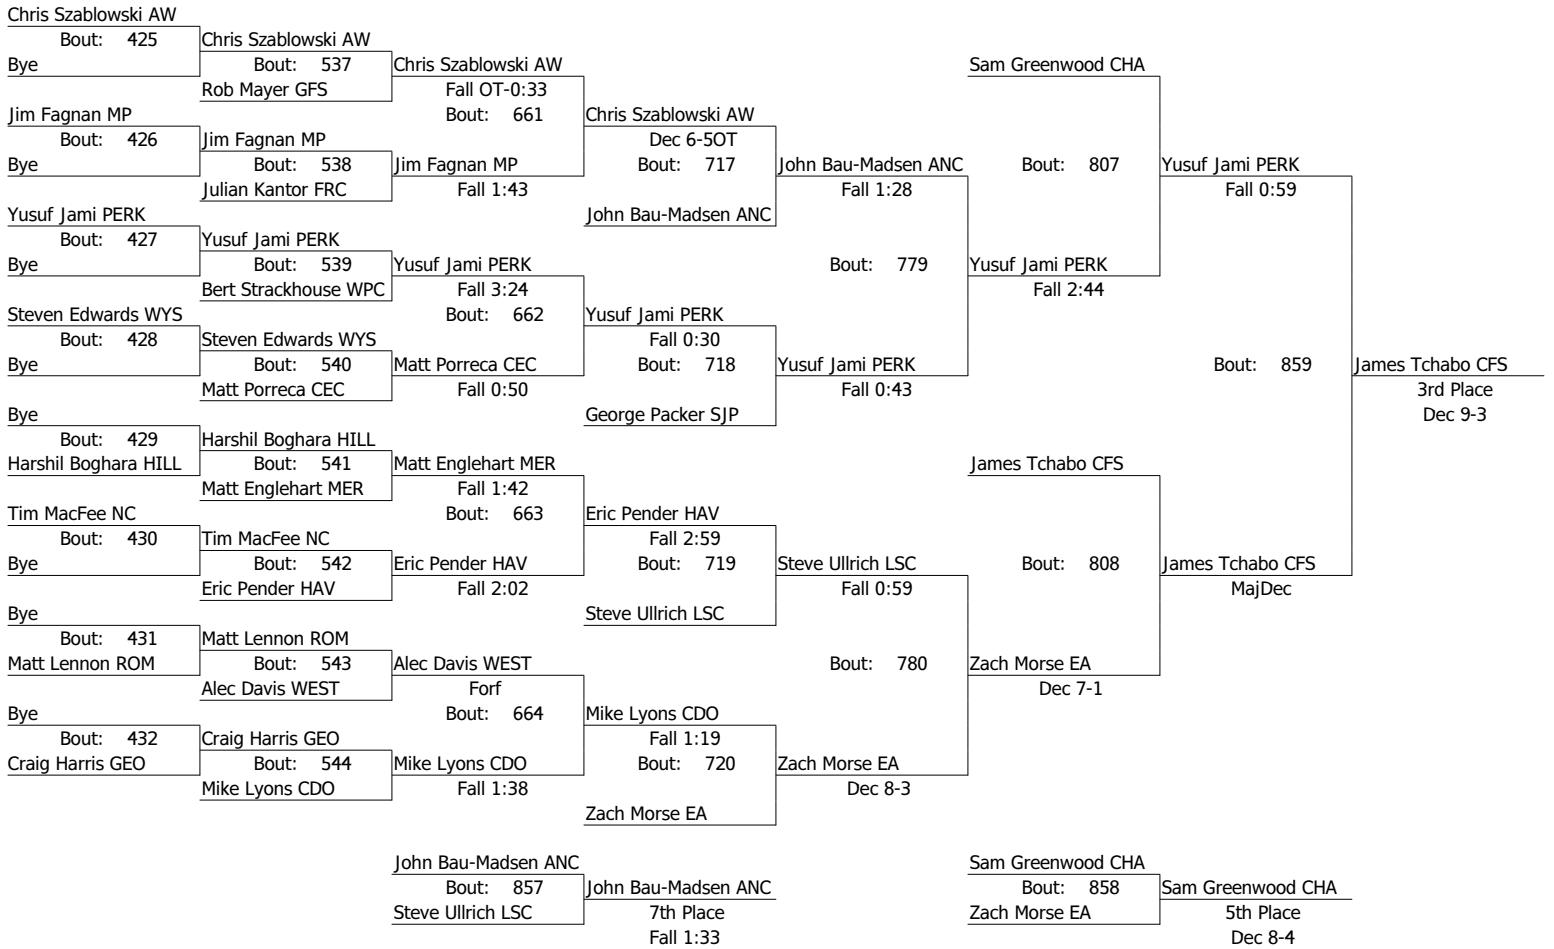 Chris Szablowski AW
Bout: 425
Chris Szablowski AW
Bye
Bout: 537
Chris Szablowski AW
Sam Greenwood CHA
Rob Mayer GFS
Fall OT-0:33
Jim Fagnan MP
Bout: 661
Chris Szablowski AW
Bout: 426
Jim Fagnan MP
Dec 6-5OT
Bye
Bout: 538
Jim Fagnan MP
Bout: 717
John Bau-Madsen ANC
Bout: 807
Yusuf Jami PERK
Julian Kantor FRC
Fall 1:43
Fall 1:28
Fall 0:59
Yusuf Jami PERK
John Bau-Madsen ANC
Bout: 427
Yusuf Jami PERK
Bye
Bout: 539
Yusuf Jami PERK
Bout: 779
Yusuf Jami PERK
Bert Strackhouse WPC
Fall 3:24
Fall 2:44
Steven Edwards WYS
Bout: 662
Yusuf Jami PERK
Bout: 428
Steven Edwards WYS
Fall 0:30
Bye
Bout: 540
Matt Porreca CEC
Bout: 718
Yusuf Jami PERK
Bout: 859
James Tchabo CFS
Matt Porreca CEC
Fall 0:50
Fall 0:43
3rd Place
Bye
George Packer SJP
Dec 9-3
Bout: 429
Harshil Boghara HILL
Harshil Boghara HILL
Bout: 541
Matt Englehart MER
James Tchabo CFS
Matt Englehart MER
Fall 1:42
Tim MacFee NC
Bout: 663
Eric Pender HAV
Bout: 430
Tim MacFee NC
Fall 2:59
Bye
Bout: 542
Eric Pender HAV
Bout: 719
Steve Ullrich LSC
Bout: 808
James Tchabo CFS
Eric Pender HAV
Fall 2:02
Fall 0:59
MajDec
Bye
Steve Ullrich LSC
Bout: 431
Matt Lennon ROM
Matt Lennon ROM
Bout: 543
Alec Davis WEST
Bout: 780
Zach Morse EA
Alec Davis WEST
Forf
Dec 7-1
Bye
Bout: 664
Mike Lyons CDO
Bout: 432
Craig Harris GEO
Fall 1:19
Craig Harris GEO
Bout: 544
Mike Lyons CDO
Bout: 720
Zach Morse EA
Mike Lyons CDO
Fall 1:38
Dec 8-3
Zach Morse EA
John Bau-Madsen ANC
Sam Greenwood CHA
Bout: 857
John Bau-Madsen ANC
Bout: 858
Sam Greenwood CHA
Steve Ullrich LSC
7th Place
Zach Morse EA
5th Place
Fall 1:33
Dec 8-4